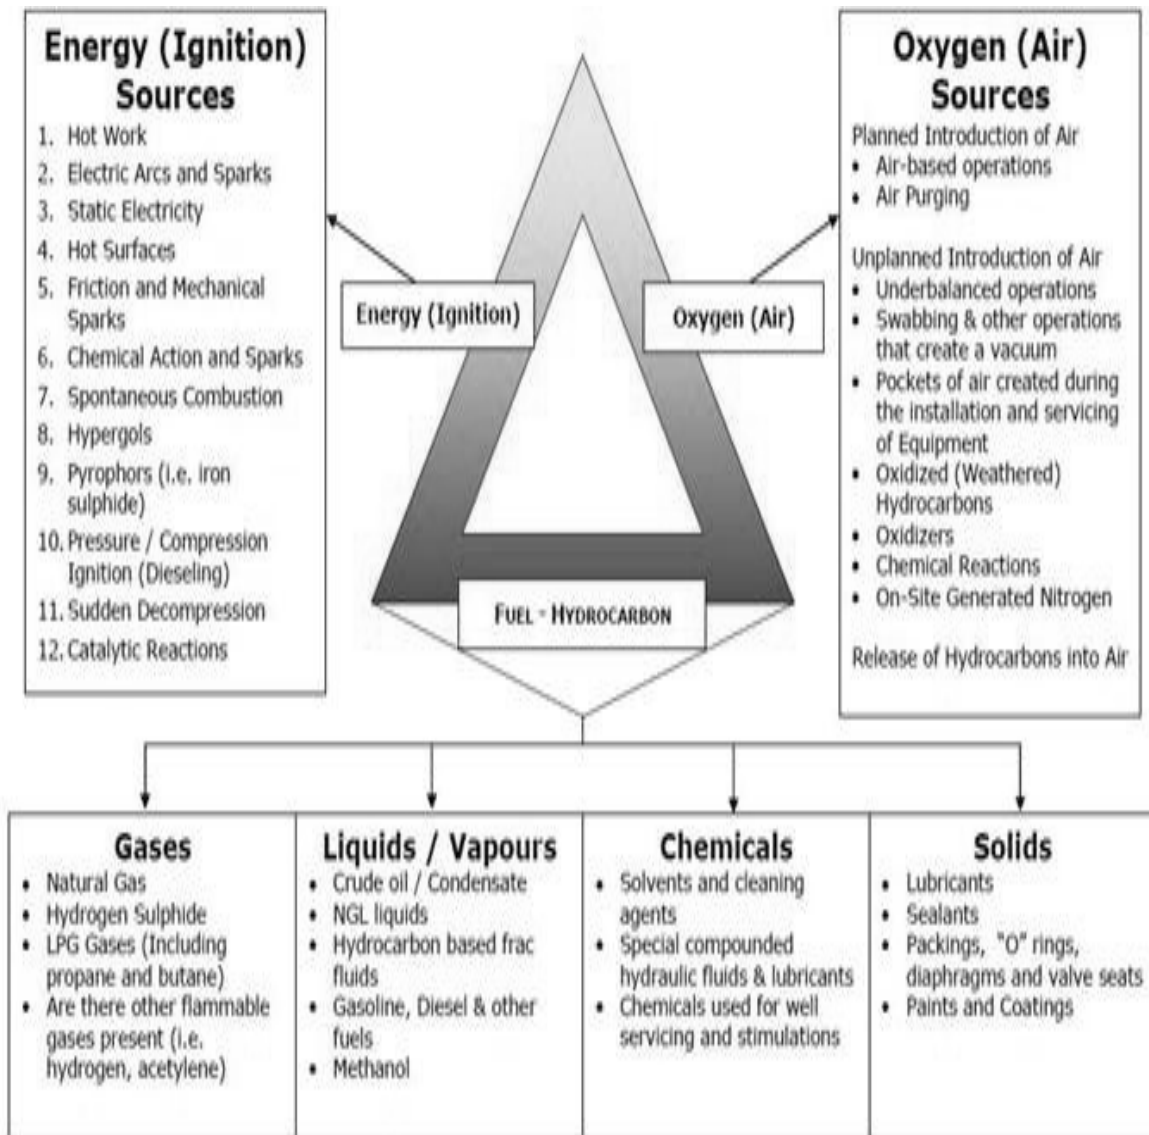 Energy (Ignition)
Sources
1. Hot Work
2. Electric Arcs and Sparks
3. Static Electricity
4. Hot Surfaces
5. Friction and Mechanical
Sparks
6. Chemical Action and Sparks
7. Spontaneous Combustion
8. Hypergols
9. Pyrophors (i.e. iron
sulphide)
10. Pressure / Compression
Ignition (Dieseling)
11. Sudden Decompression
12. Catalytic Reactions
Energy (Ignition)
Oxygen (Air)
FUEL - HYDROCARBON
Oxygen (Air)
Sources
Planned Introduction of Air
• Air-based operations
• Air Purging
Unplanned Introduction of Air
• Underbalanced operations
• Swabbing & other operations
that create a vacuum
• Pockets of air created during
the installation and servicing
of Equipment
• Oxidized (Weathered)
Hydrocarbons
• Oxidizers
• Chemical Reactions
• On-Site Generated Nitrogen
Release of Hydrocarbons into Air
Gases
• Natural Gas
• Hydrogen Sulphide
• LPG Gases (Including
propane and butane)
• Are there other flammable
gases present (i.e.
hydrogen, acetylene)
Liquids / Vapours
• Crude oil / Condensate
• NGL liquids
• Hydrocarbon based frac
fluids
• Gasoline, Diesel & other
fuels
• Methanol
Chemicals
• Solvents and cleaning
agents
• Special compounded
hydraulic fluids & lubricants
• Chemicals used for well
servicing and stimulations
Solids
• Lubricants
• Sealants
• Packings, "O" rings,
diaphragms and valve seats
• Paints and Coatings